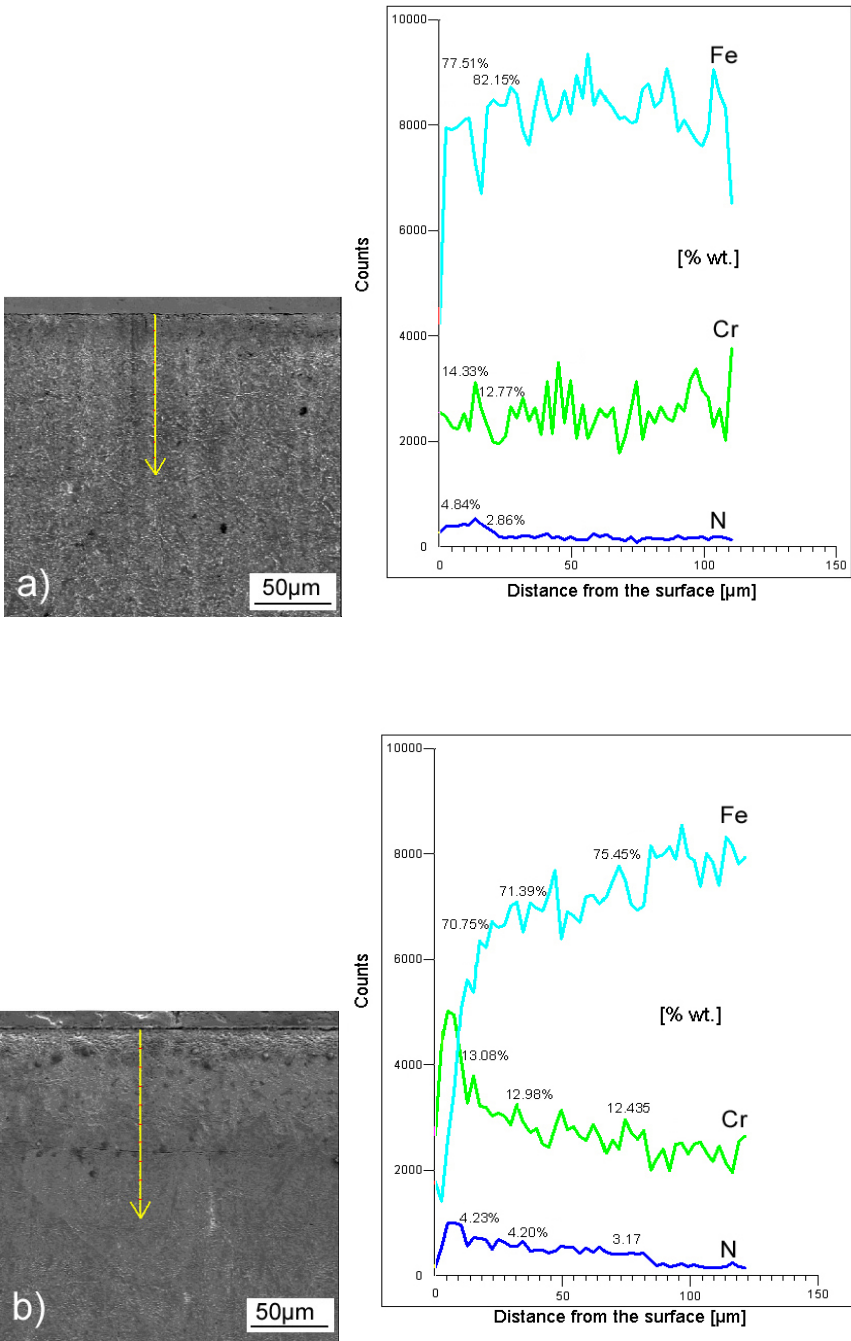 a)
50µm
10000
8000
6000
4000
2000
0
Counts
77.51%
82.15%
Fe
[% wt.]
Cr
14.33%
12.77%
4.84%
2.86%
N
0
50
100
150
Distance from the surface [µm]
b)
50µm
10000
8000
6000
4000
2000
0
Counts
Fe
75.45%
71.39%
70.75%
[% wt.]
13.08%
12.98%
12.435
Cr
4.23%
4.20%
3.17
N
0
50
100
150
Distance from the surface [µm]